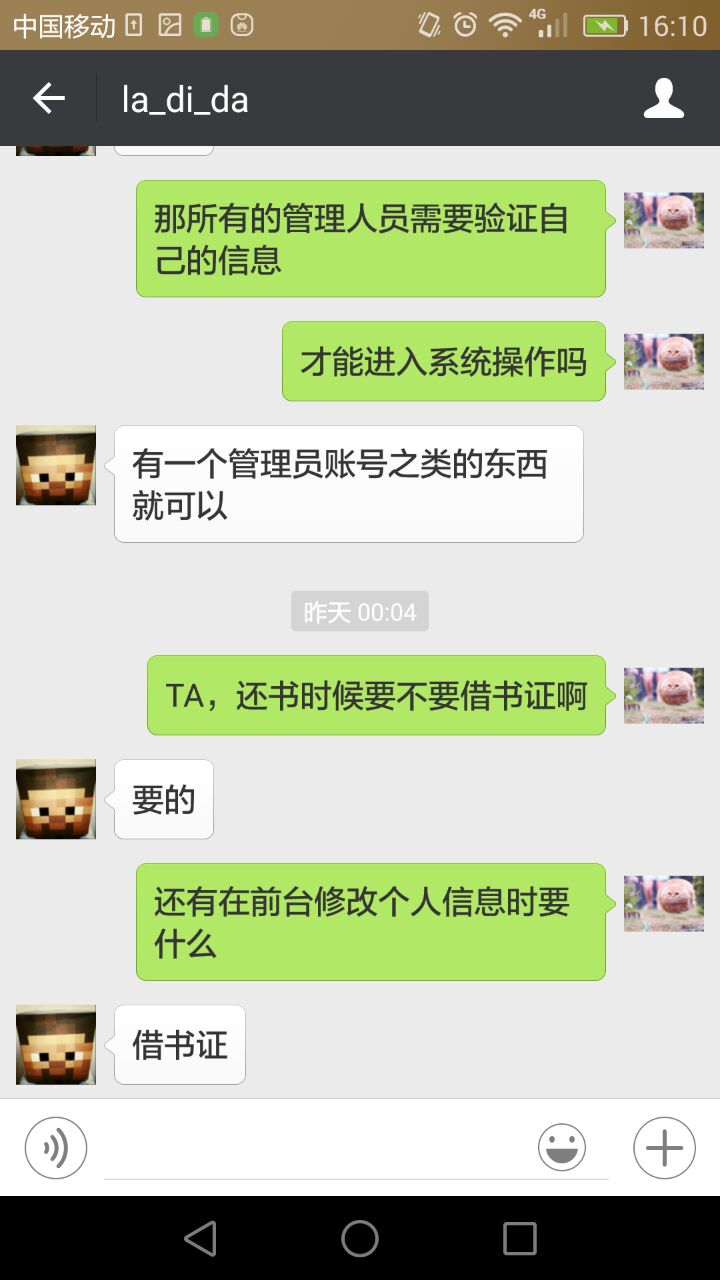 中国移动
4G
16:10
la_di_da
那所有的管理人员需要验证自
己的信息
才能进入系统操作吗
有一个管理员账号之类的东西
就可以
昨天 00:04
TA，还书时候要不要借书证啊
要的
还有在前台修改个人信息时要
什么
借书证